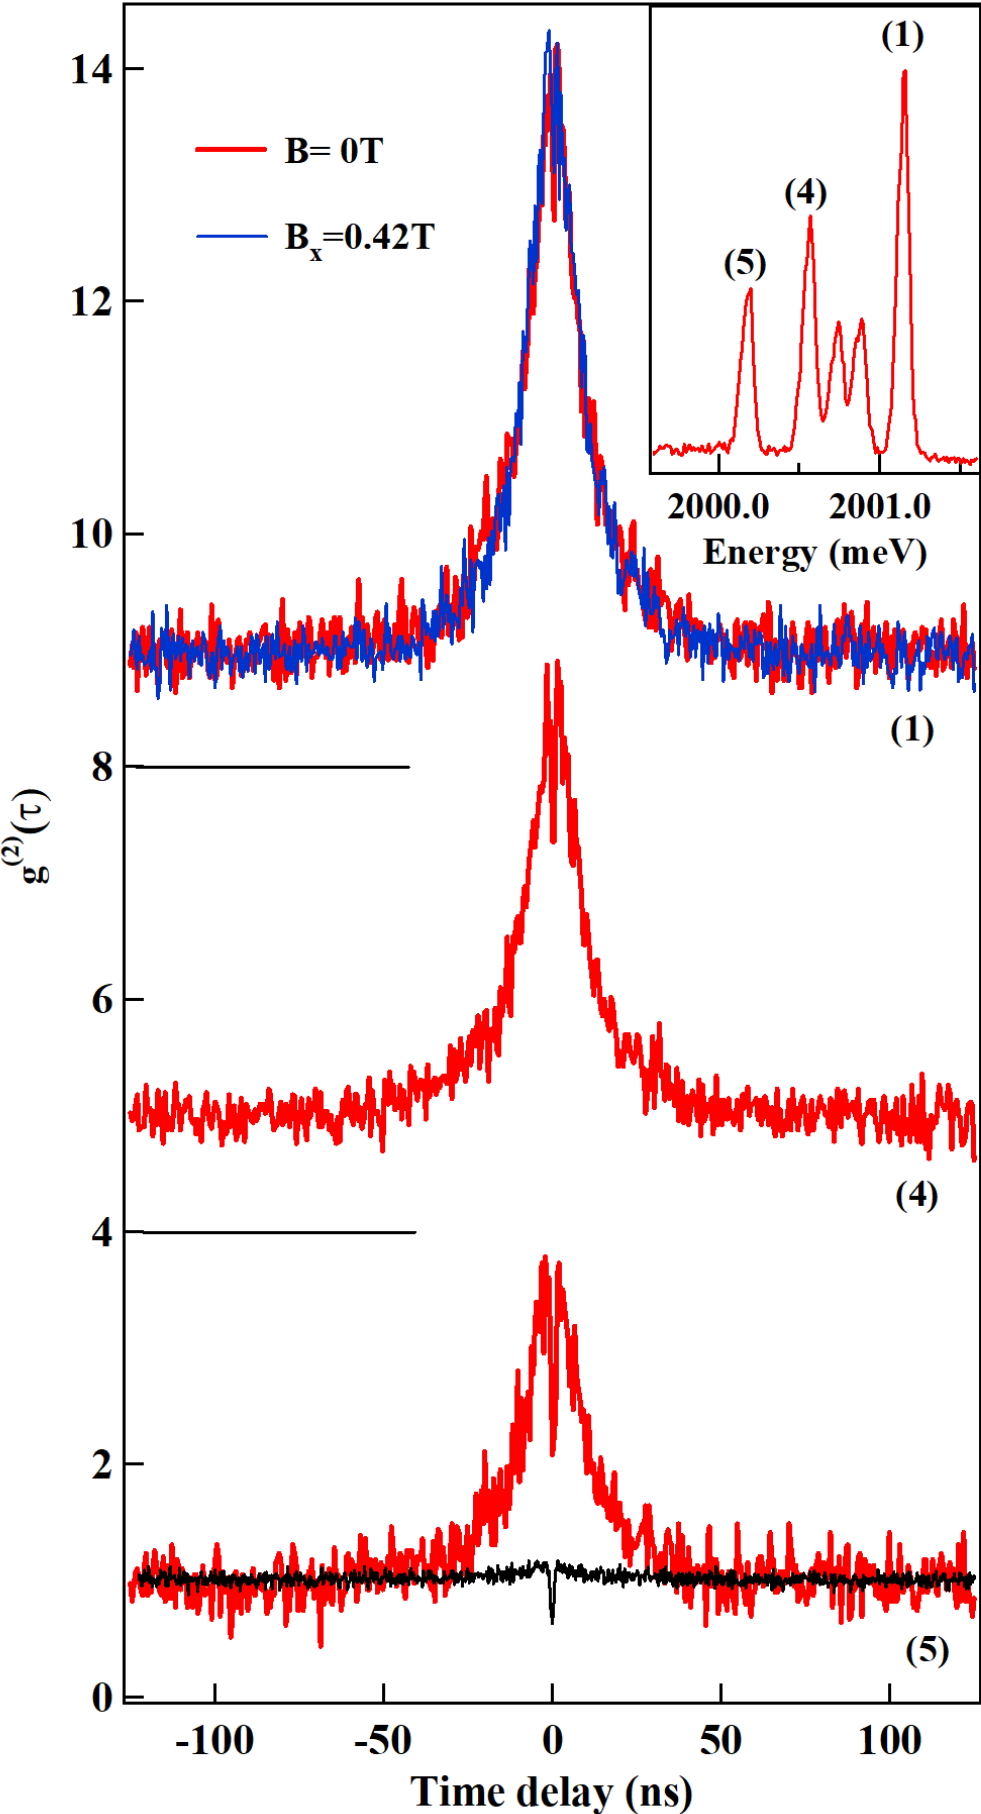 14
12
10
8
6
4
2
0
g(2)(τ)
B= 0T
Bx=0.42T
(1)
(4)
(5)
2000.0 2001.0
Energy (meV)
(1)
(4)
(5)
-100 -50 0 50 100
Time delay (ns)